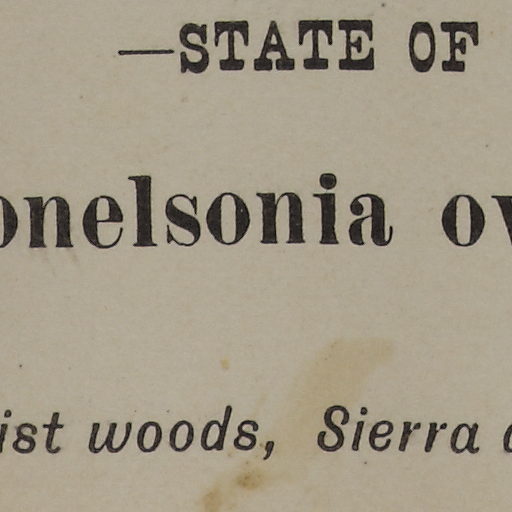 —STATE OF
onelsonia ov
ist woods, Sierra d